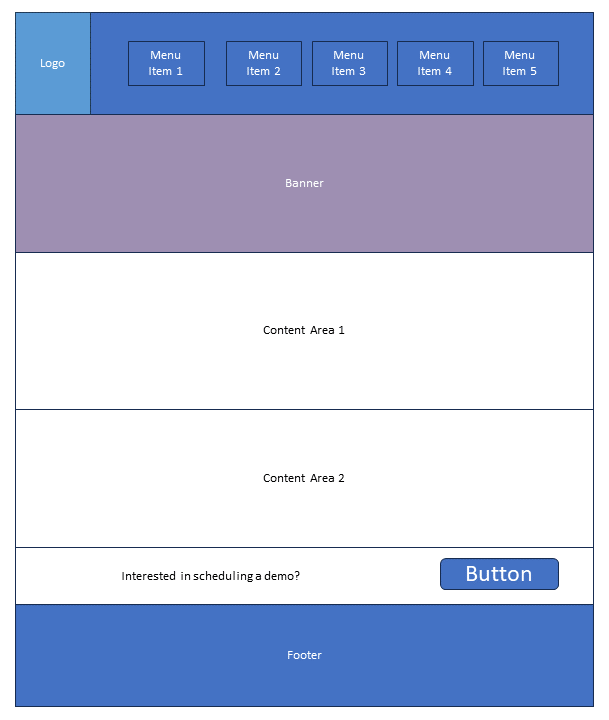 Logo
Menu
Item 1
Menu
Item 2
Menu
Item 3
Menu
Item 4
Menu
Item 5
Banner
Content Area 1
Content Area 2
Interested in scheduling a demo?
Button
Footer